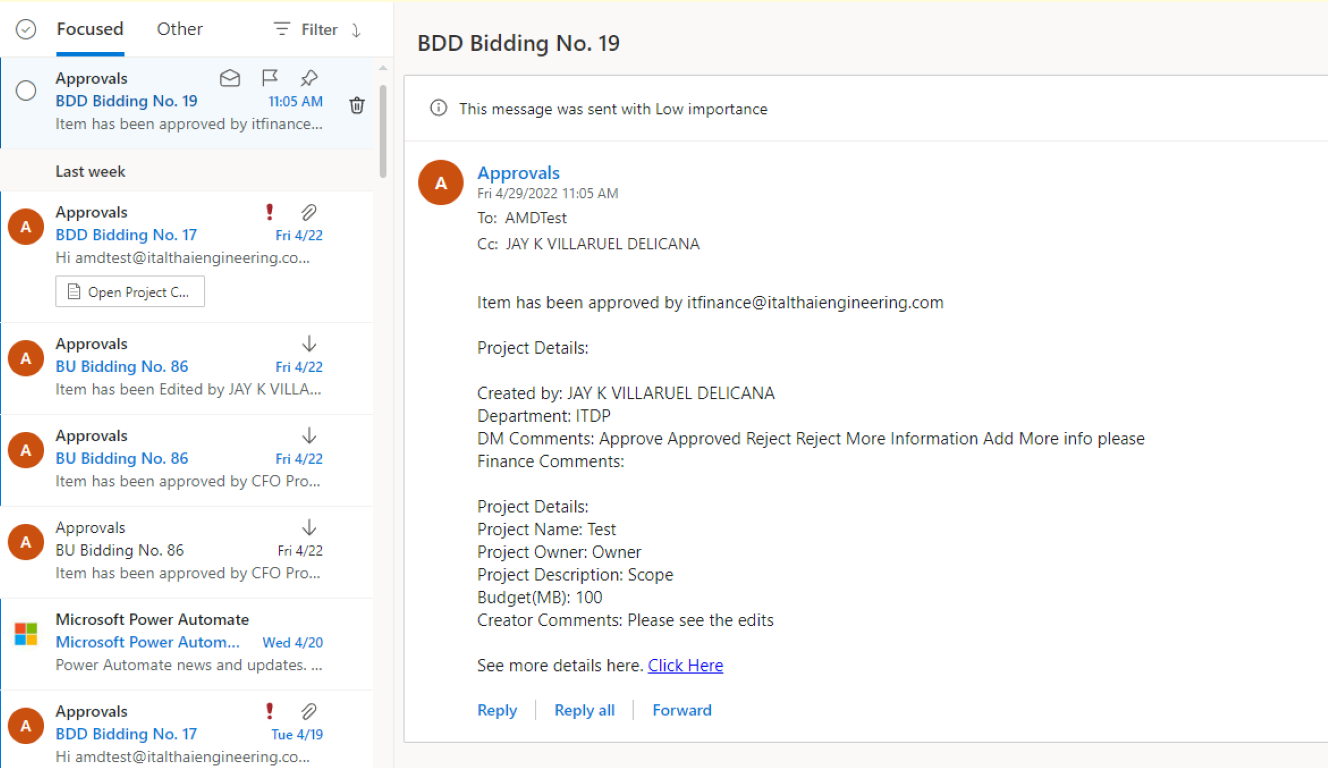 Focused Other Filter
Approvals
BDD Bidding No. 19 11:05 AM
Item has been approved by itfinance...
Last week
A
Approvals
BDD Bidding No. 17 Fri 4/22
Hi amdtest@italthaiengineering.co...
Open Project C...
A
Approvals
BU Bidding No. 86 Fri 4/22
Item has been Edited by JAY K VILLA...
A
Approvals
BU Bidding No. 86 Fri 4/22
Item has been approved by CFO Pro...
A
Approvals
BU Bidding No. 86 Fri 4/22
Item has been approved by CFO Pro...
Microsoft Power Automate
Microsoft Power Autom... Wed 4/20
Power Automate news and updates. ...
A
Approvals
BDD Bidding No. 17 Tue 4/19
Hi amdtest@italthaiengineering.co...
BDD Bidding No. 19
This message was sent with Low importance
A
Approvals
Fri 4/29/2022 11:05 AM
To: AMDTest
Cc: JAY K VILLARUEL DELICANA
Item has been approved by itfinance@italthaiengineering.com
Project Details:
Created by: JAY K VILLARUEL DELICANA
Department: ITDP
DM Comments: Approve Approved Reject Reject More Information Add More info please
Finance Comments:
Project Details:
Project Name: Test
Project Owner: Owner
Project Description: Scope
Budget(MB): 100
Creator Comments: Please see the edits
See more details here. Click Here
Reply Reply all Forward